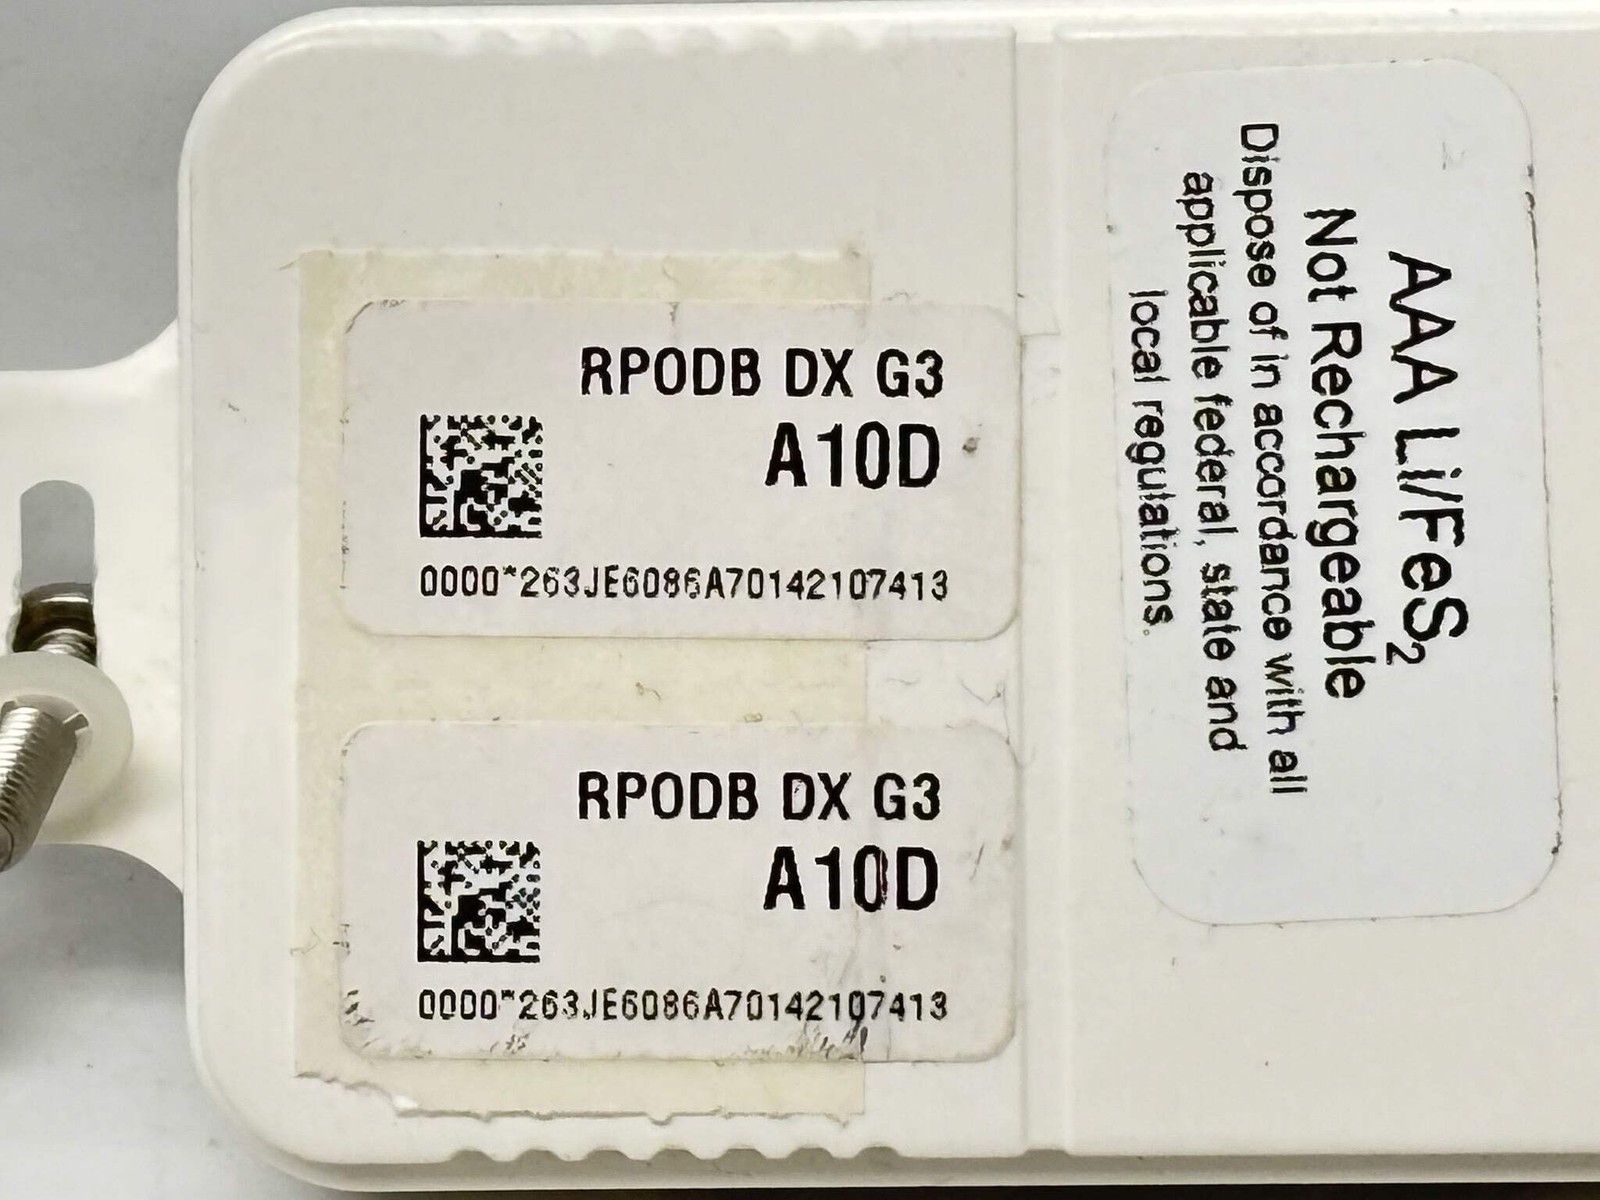 RPODB DX G3
A10D
0000*263JE6086A70142107413
RPODB DX G3
A10D
0000*263JE6086A70142107413
AAA Li/FeS₂
Not Rechargeable
Dispose of in accordance with all
applicable federal, state and
local regulations.